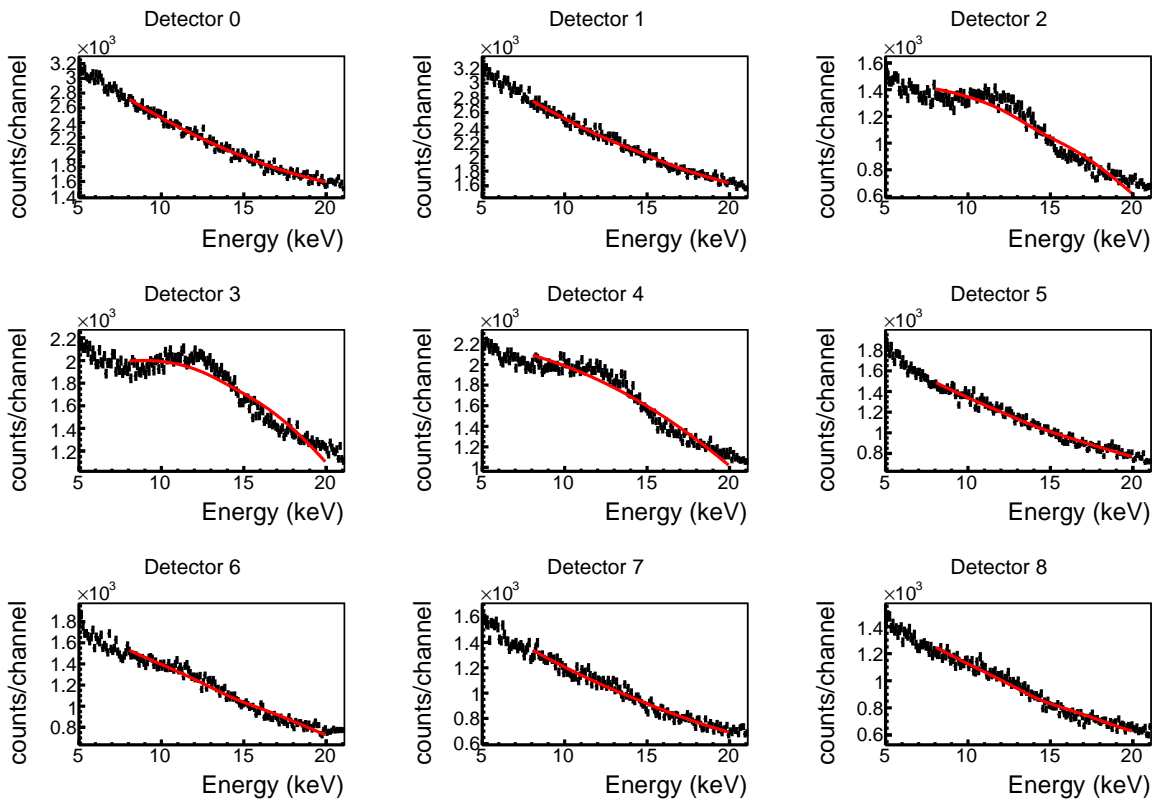 Detector 0
×10³
counts/channel
3.2
3
2.8
2.6
2.4
2.2
2
1.8
1.6
1.4
5 10 15 20
Energy (keV)
Detector 1
×10³
counts/channel
3.2
3
2.8
2.6
2.4
2.2
2
1.8
1.6
5 10 15 20
Energy (keV)
Detector 2
×10³
counts/channel
1.6
1.4
1.2
1
0.8
0.6
5 10 15 20
Energy (keV)
Detector 3
×10³
counts/channel
2.2
2
1.8
1.6
1.4
1.2
5 10 15 20
Energy (keV)
Detector 4
×10³
counts/channel
2.2
2
1.8
1.6
1.4
1.2
1
5 10 15 20
Energy (keV)
Detector 5
×10³
counts/channel
1.8
1.6
1.4
1.2
1
0.8
5 10 15 20
Energy (keV)
Detector 6
×10³
counts/channel
1.8
1.6
1.4
1.2
1
0.8
5 10 15 20
Energy (keV)
Detector 7
×10³
counts/channel
1.6
1.4
1.2
1
0.8
0.6
5 10 15 20
Energy (keV)
Detector 8
×10³
counts/channel
1.4
1.2
1
0.8
0.6
5 10 15 20
Energy (keV)